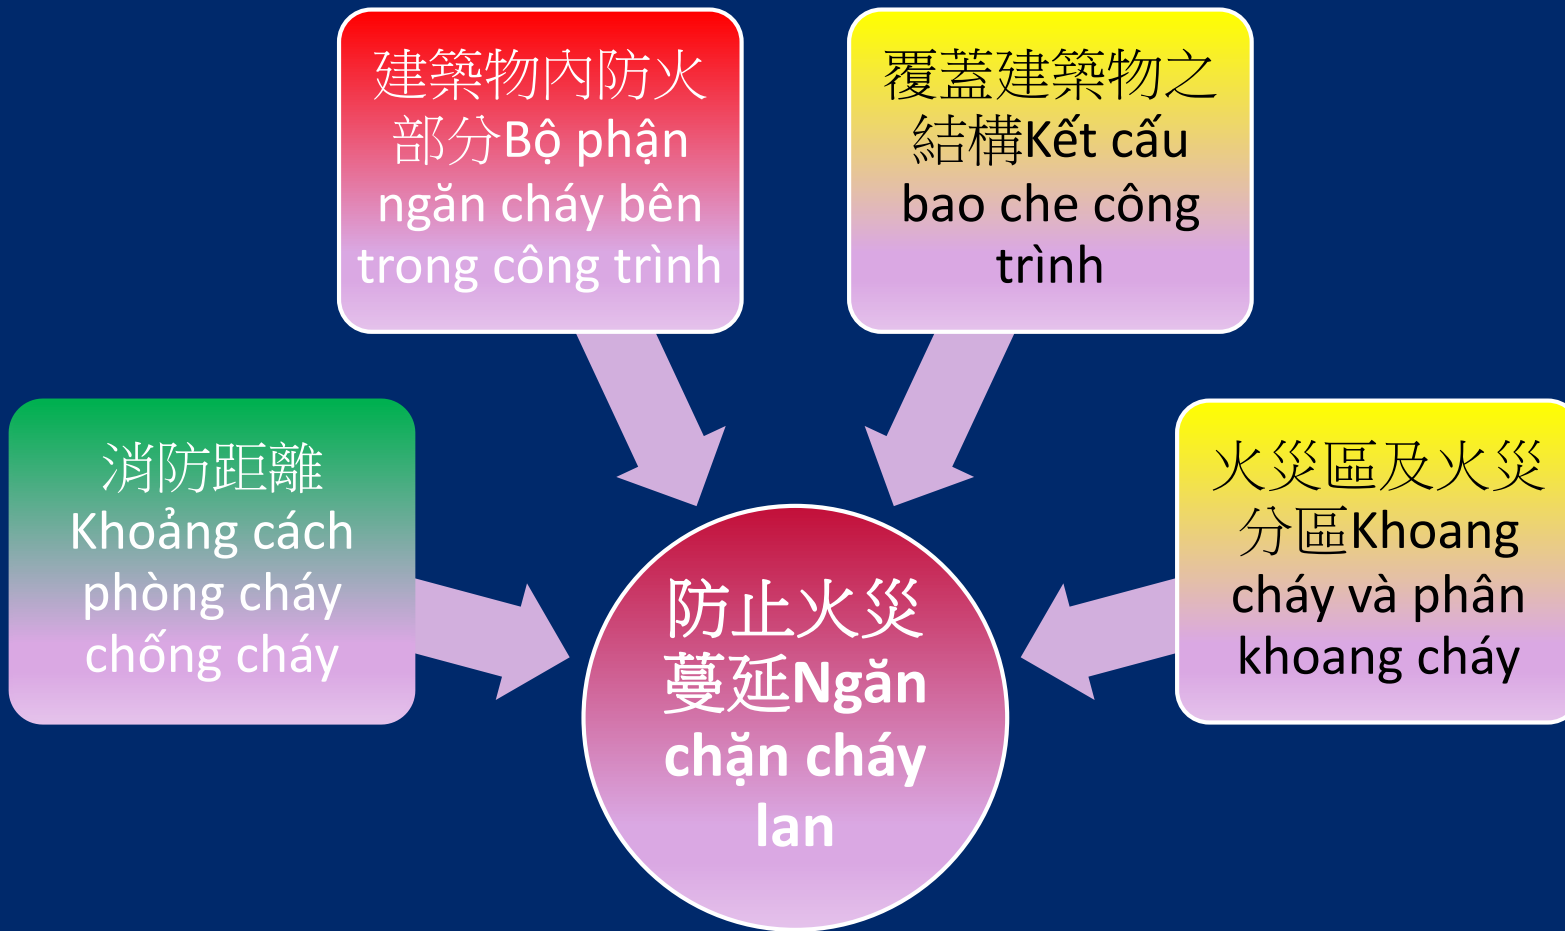 建築物內防火
部分Bộ phận
ngăn cháy bên
trong công trình
覆蓋建築物之
結構Kết cấu
bao che công
trình
消防距離
Khoảng cách
phòng cháy
chống cháy
火災區及火災
分區Khoang
cháy và phân
khoang cháy
防止火災
蔓延Ngăn
chặn cháy
lan